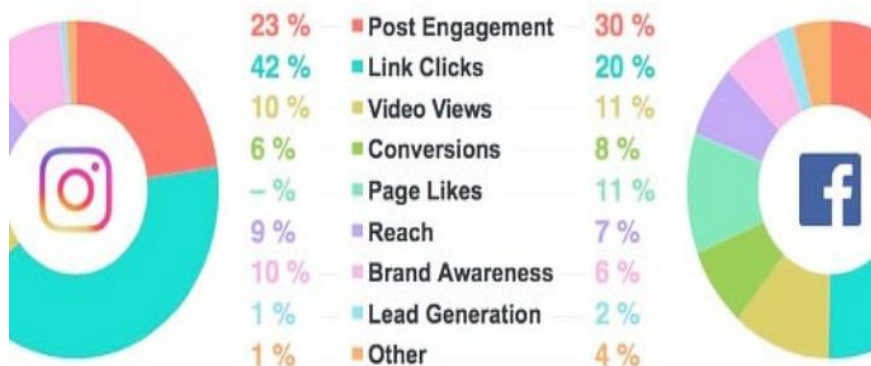 23 % Post Engagement 30 %
42 % Link Clicks 20 %
10 % Video Views 11 %
6 % Conversions 8 %
– % Page Likes 11 %
9 % Reach 7 %
10 % Brand Awareness 6 %
1 % Lead Generation 2 %
1 % Other 4 %